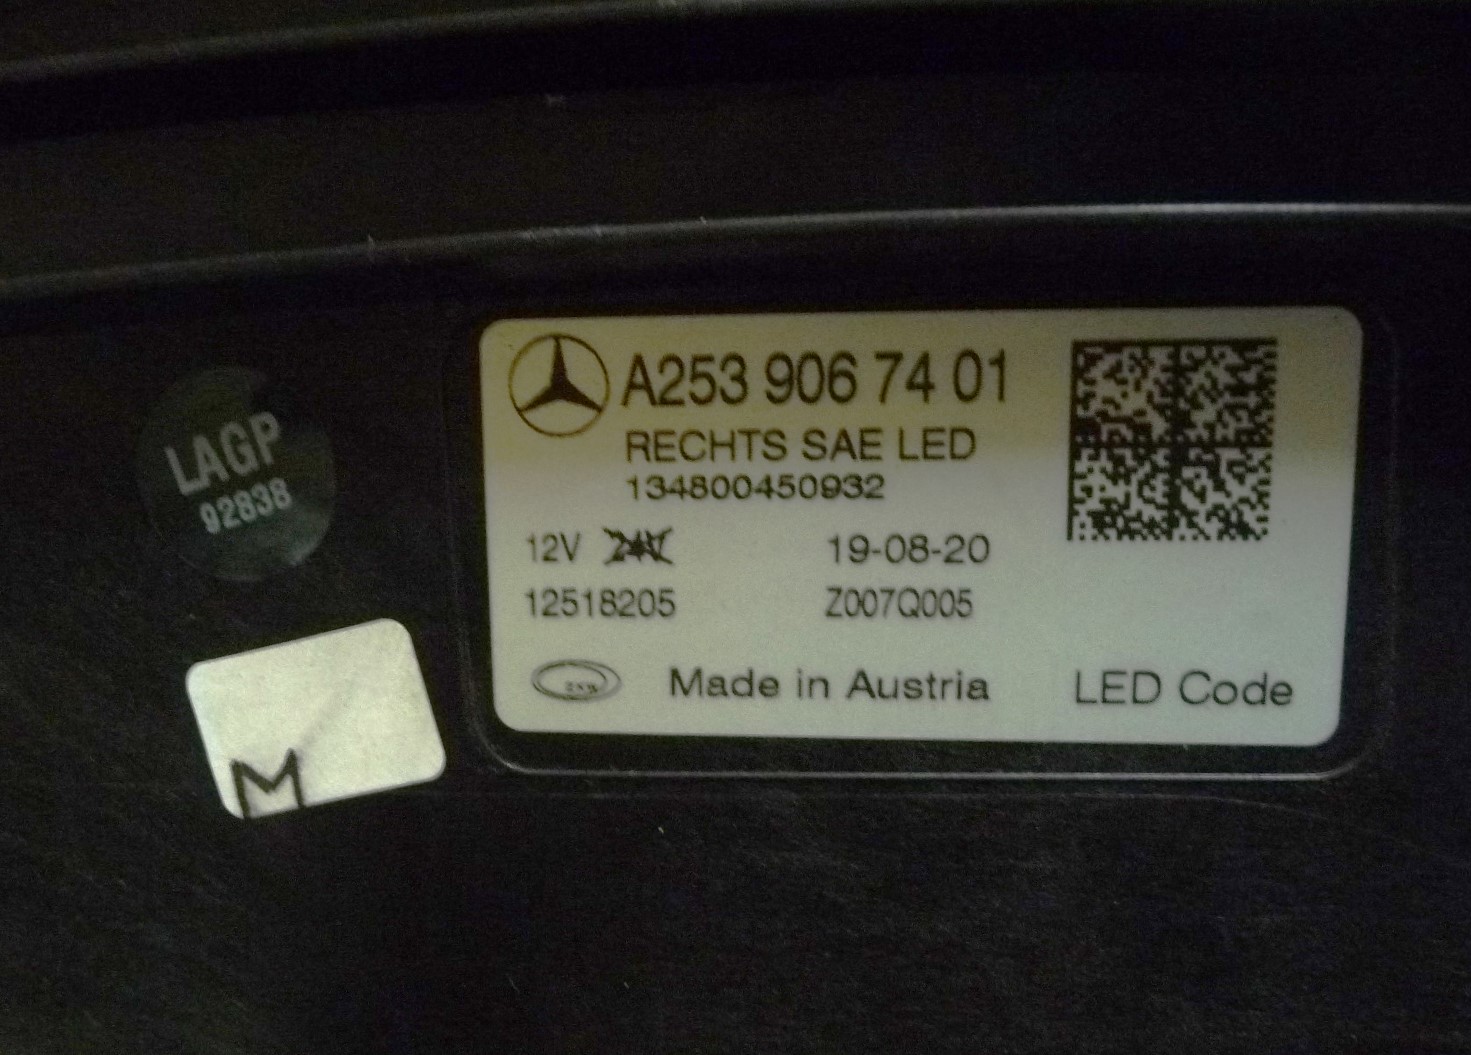 LAGP
92838
A253 906 74 01
RECHTS SAE LED
134800450932
12V 24V 19-08-20
12518205 Z007Q005
ZKW Made in Austria LED Code
M